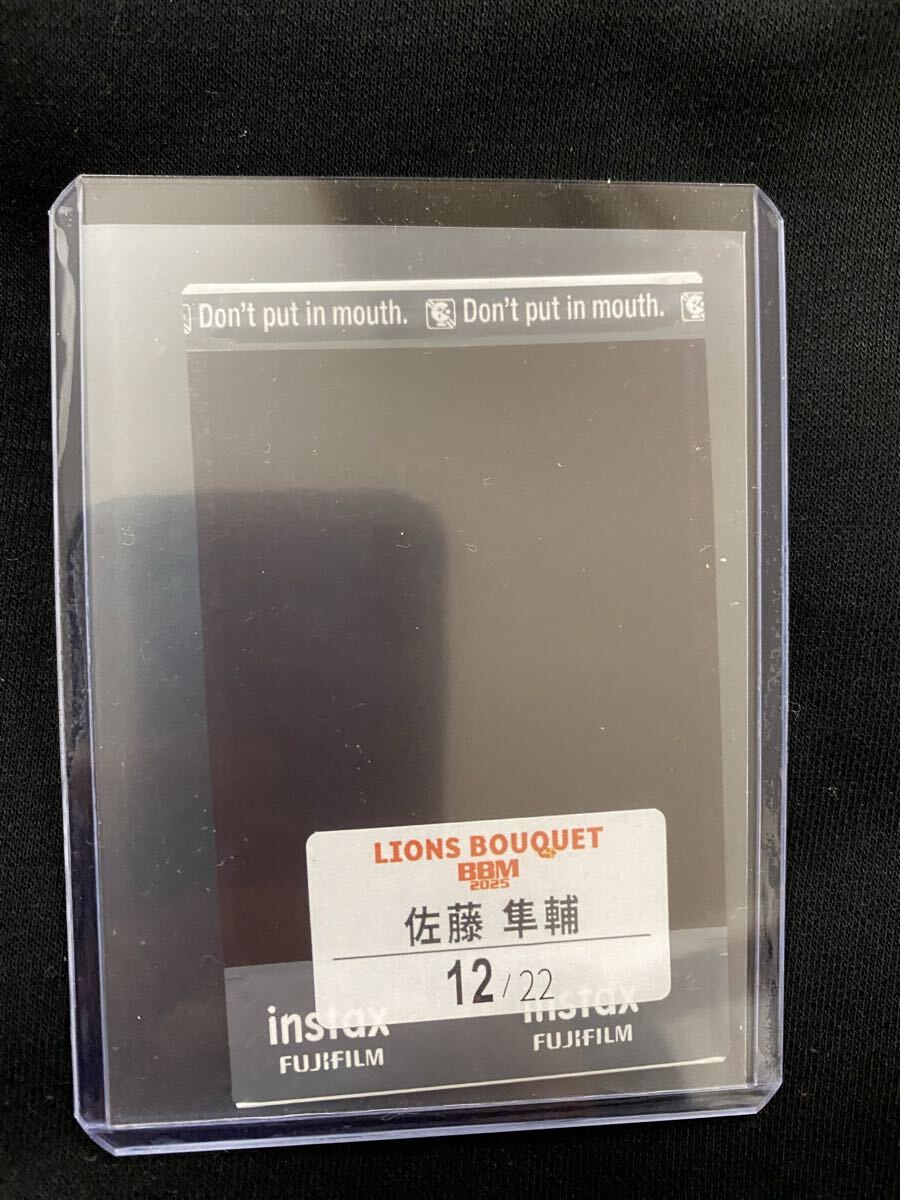 Don't put in mouth. Don't put in mouth.
LIONS BOUQUET
BBM
2025
佐藤 隼輔
12/22
instax instax
FUJIFILM FUJIFILM